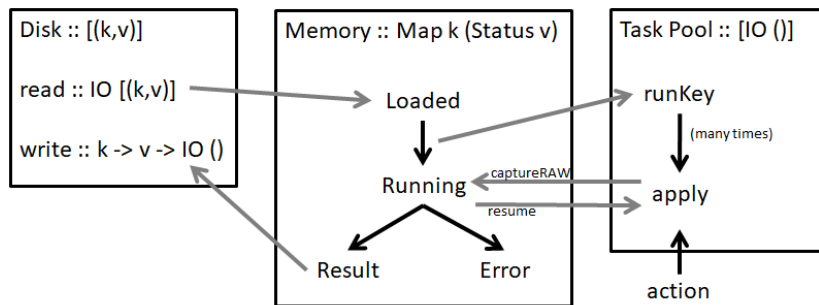 Disk :: [(k,v)]
read :: IO [(k,v)]
write :: k -> v -> IO ()
Memory :: Map k (Status v)
Loaded
Running
Result
Error
captureRAW
resume
Task Pool :: [IO ()]
runKey
(many times)
apply
action